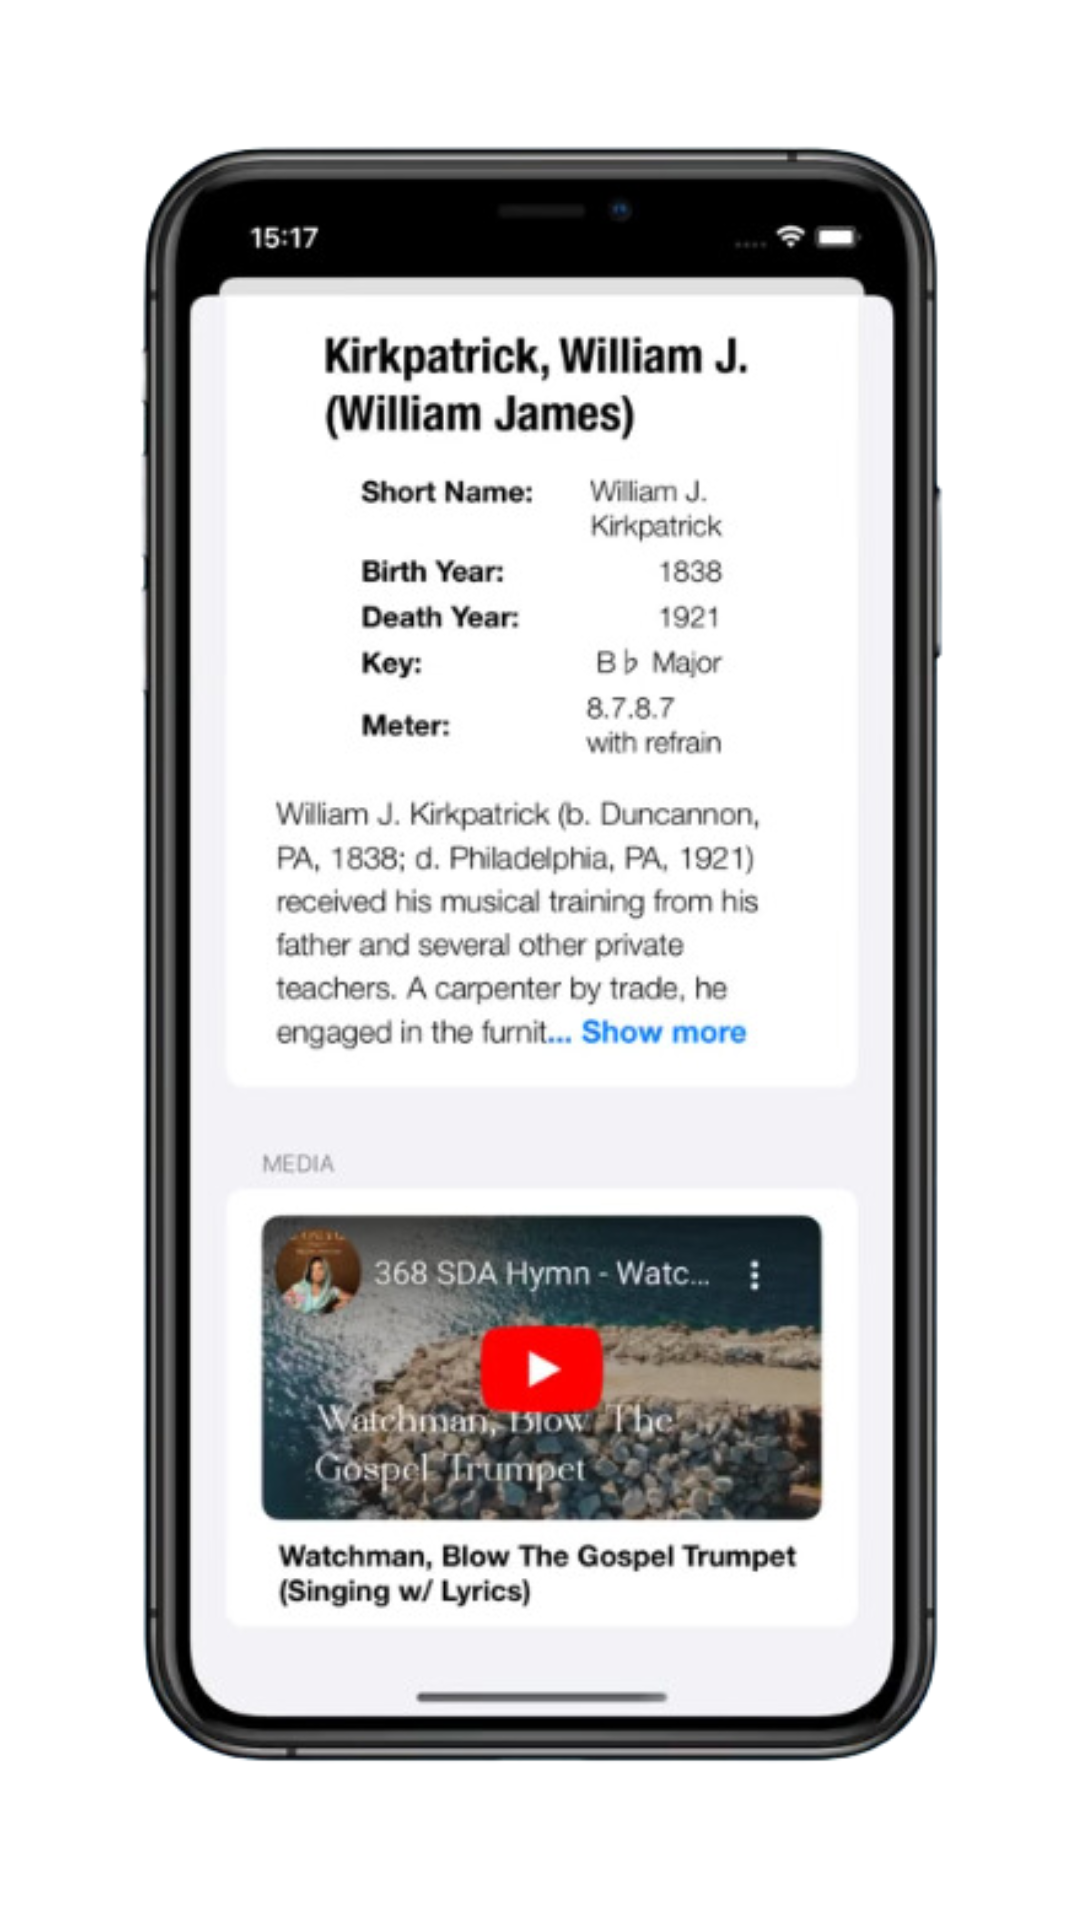 15:17
Kirkpatrick, William J.
(William James)
Short Name: William J.
Kirkpatrick
Birth Year: 1838
Death Year: 1921
Key: B♭ Major
Meter: 8.7.8.7
with refrain
William J. Kirkpatrick (b. Duncannon,
PA, 1838; d. Philadelphia, PA, 1921)
received his musical training from his
father and several other private
teachers. A carpenter by trade, he
engaged in the furnit... Show more
MEDIA
368 SDA Hymn - Watc...
Watchman, Blow The
Gospel Trumpet
Watchman, Blow The Gospel Trumpet
(Singing w/ Lyrics)